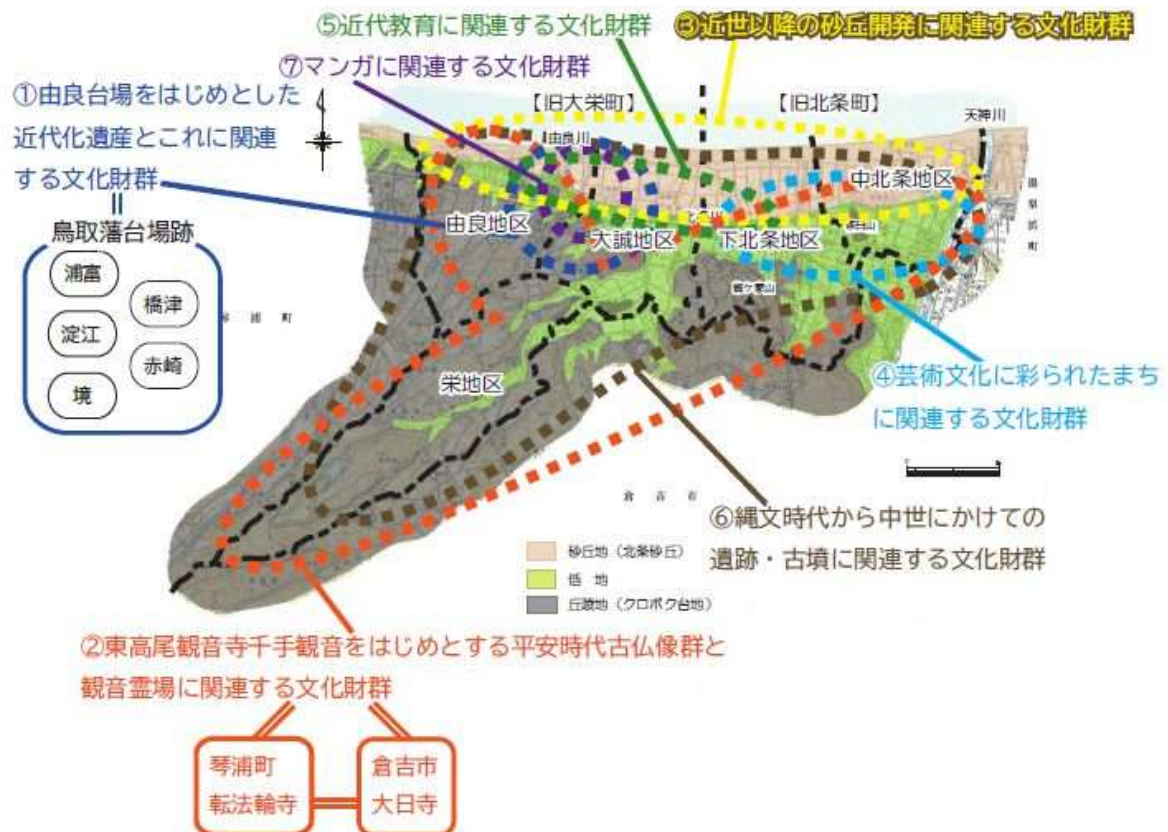 ⑤近代教育に関連する文化財群
③近世以降の砂丘開発に関連する文化財群
⑦マンガに関連する文化財群
①由良台場をはじめとした
近代化遺産とこれに関連
する文化財群
【旧大栄町】
【旧北条町】
天神川
由良川
中北条地区
由良地区
大誠地区
下北条地区
鳥取藩台場跡
浦富
橋津
淀江
赤崎
境
栄地区
④芸術文化に彩られたまち
に関連する文化財群
倉吉市
⑥縄文時代から中世にかけての
遺跡・古墳に関連する文化財群
砂丘地（北条砂丘）
低 地
丘陵地（クロボク台地）
②東高尾観音寺千手観音をはじめとする平安時代古仏像群と
観音霊場に関連する文化財群
琴浦町
転法輪寺
倉吉市
大日寺